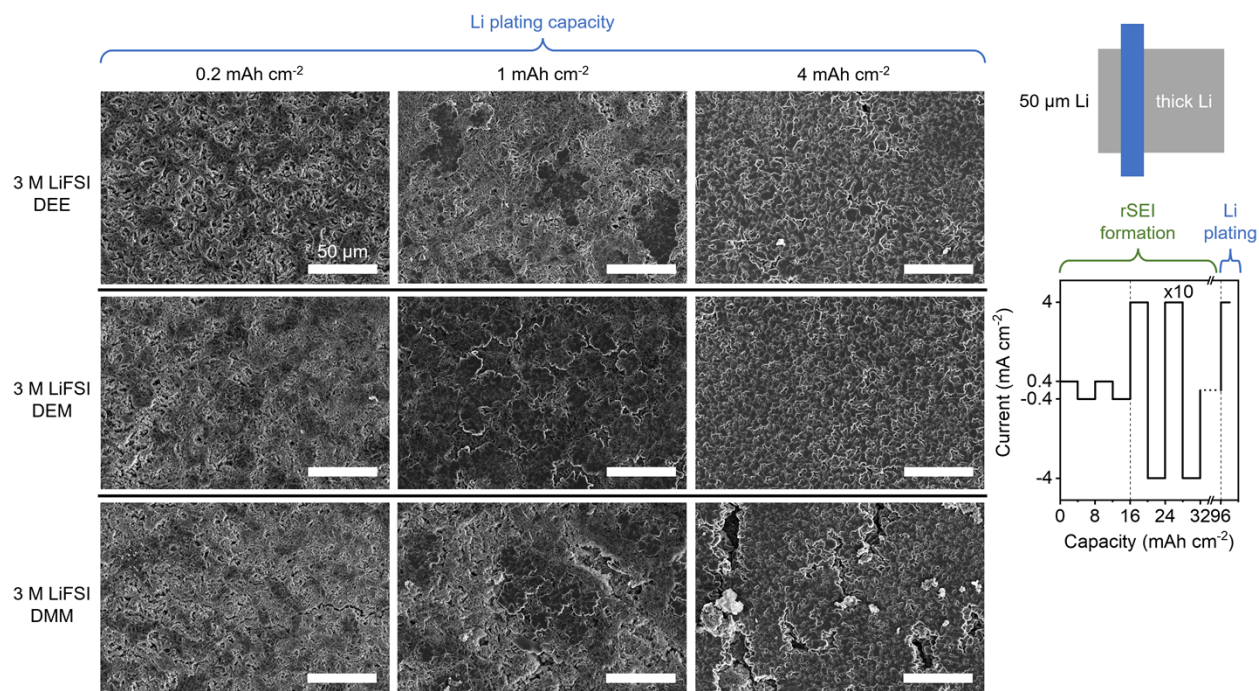 Li plating capacity
0.2 mAh cm⁻²
1 mAh cm⁻²
4 mAh cm⁻²
3 M LiFSI
DEE
50 µm
3 M LiFSI
DEM
3 M LiFSI
DMM
50 µm Li
thick Li
rSEI
formation
Li
plating
x10
4
0.4
-0.4
-4
Current (mA cm⁻²)
0 8 16 24 32 96
Capacity (mAh cm⁻²)